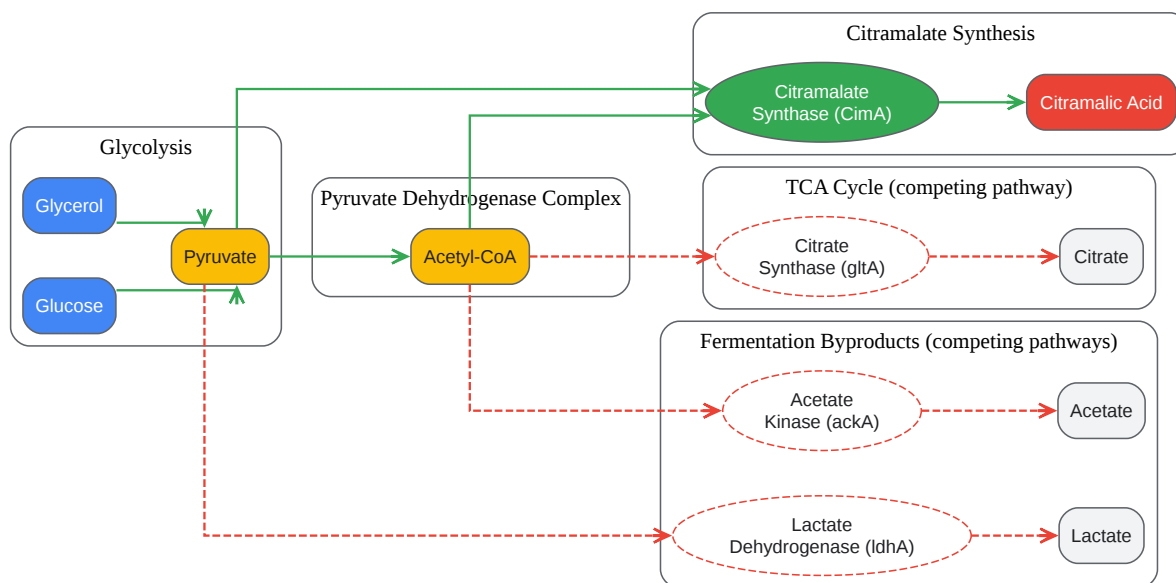 Citramalate Synthesis
Citramalate
Synthase (CimA)
Citramalic Acid
Glycolysis
Glycerol
Pyruvate
Glucose
Pyruvate Dehydrogenase Complex
Acetyl-CoA
TCA Cycle (competing pathway)
Citrate
Synthase (gltA)
Citrate
Fermentation Byproducts (competing pathways)
Acetate
Kinase (ackA)
Acetate
Lactate
Dehydrogenase (ldhA)
Lactate